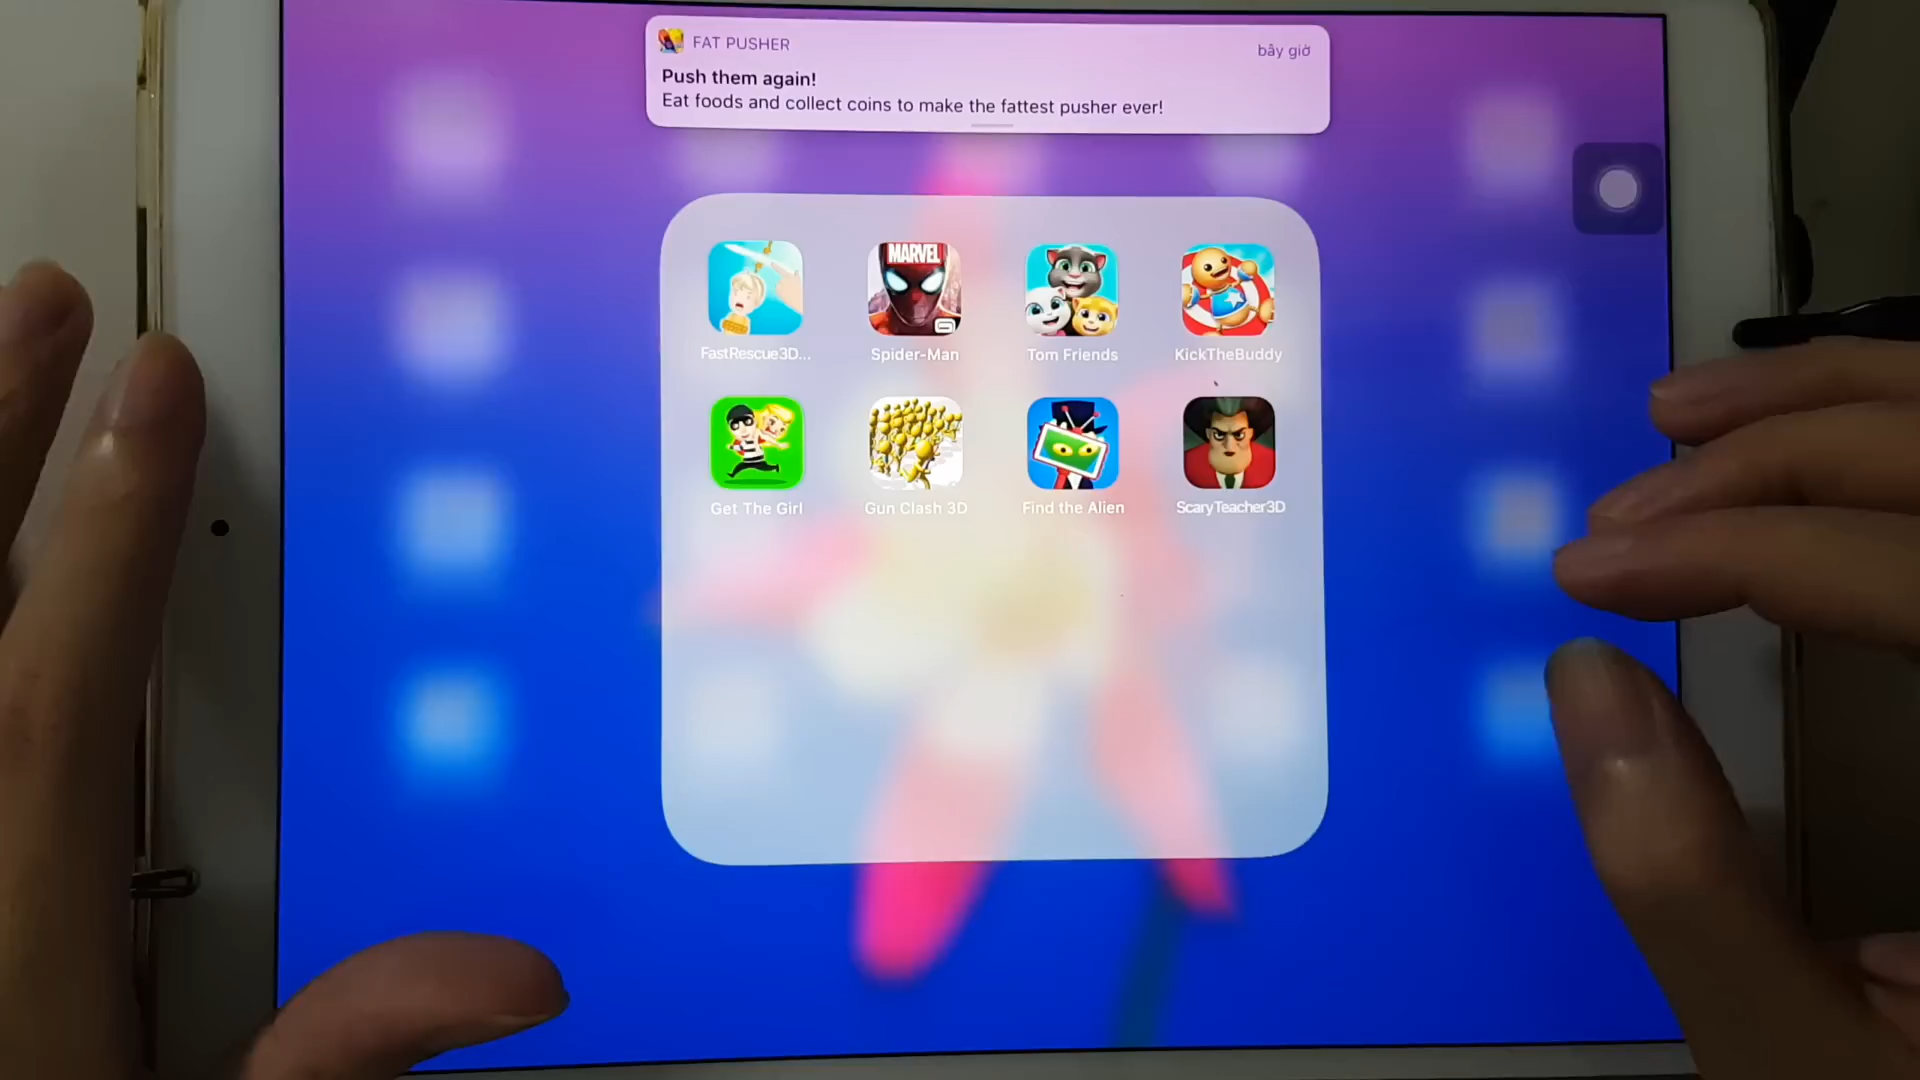 FAT PUSHER
bây giờ
Push them again!
Eat foods and collect coins to make the fattest pusher ever!
MARVEL
FastRescue3D...
Spider-Man
Tom Friends
KickTheBuddy
Get The Girl
Gun Clash 3D
Find the Alien
ScaryTeacher3D